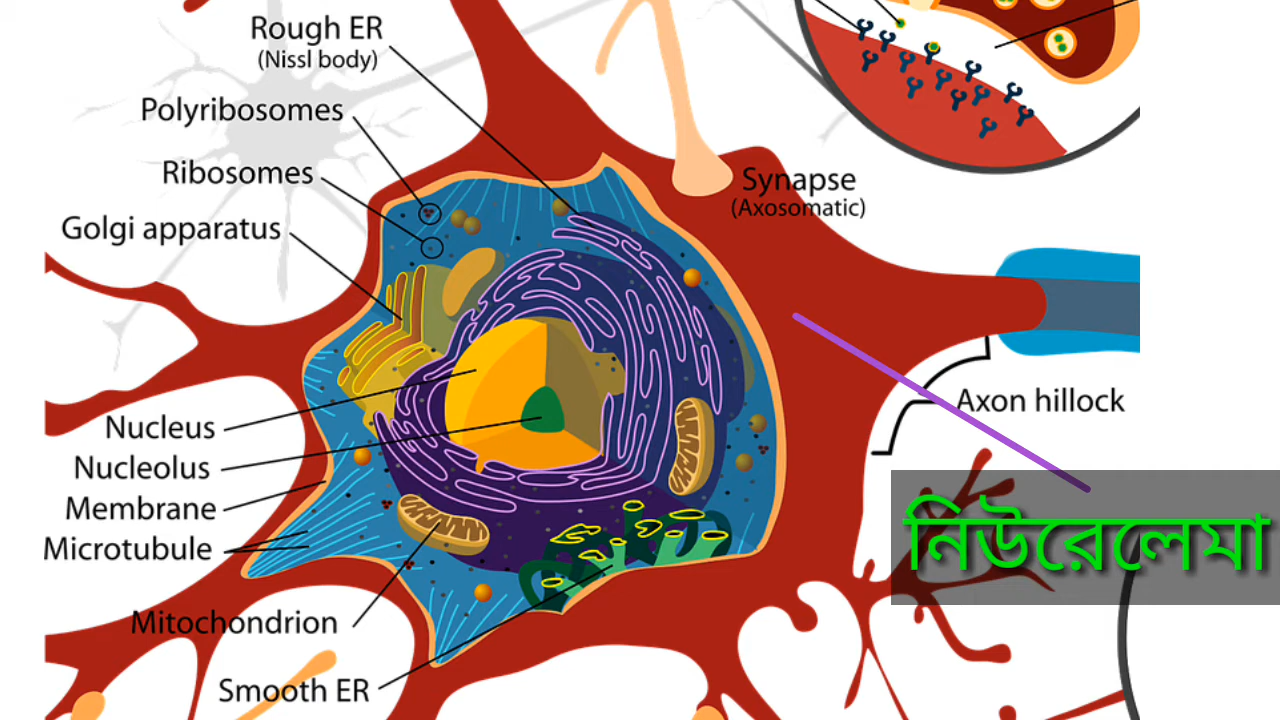 Rough ER
(Nissl body)
Polyribosomes
Ribosomes
Golgi apparatus
Synapse
(Axosomatic)
Axon hillock
Nucleus
Nucleolus
Membrane
Microtubule
নিউরেলেমা
Mitochondrion
Smooth ER